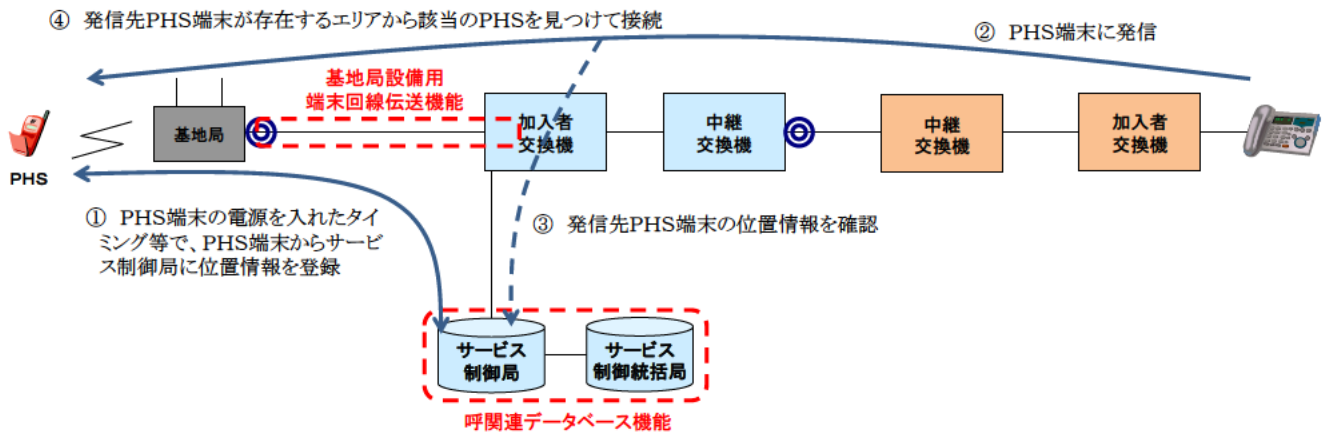 ④ 発信先PHS端末が存在するエリアから該当のPHSを見つけて接続
② PHS端末に発信
基地局設備用
端末回線伝送機能
基地局
加入者
交換機
中継
交換機
中継
交換機
加入者
交換機
PHS
① PHS端末の電源を入れたタイ
ミング等で、PHS端末からサービ
ス制御局に位置情報を登録
③ 発信先PHS端末の位置情報を確認
サービス
制御局
サービス
制御統括局
呼関連データベース機能